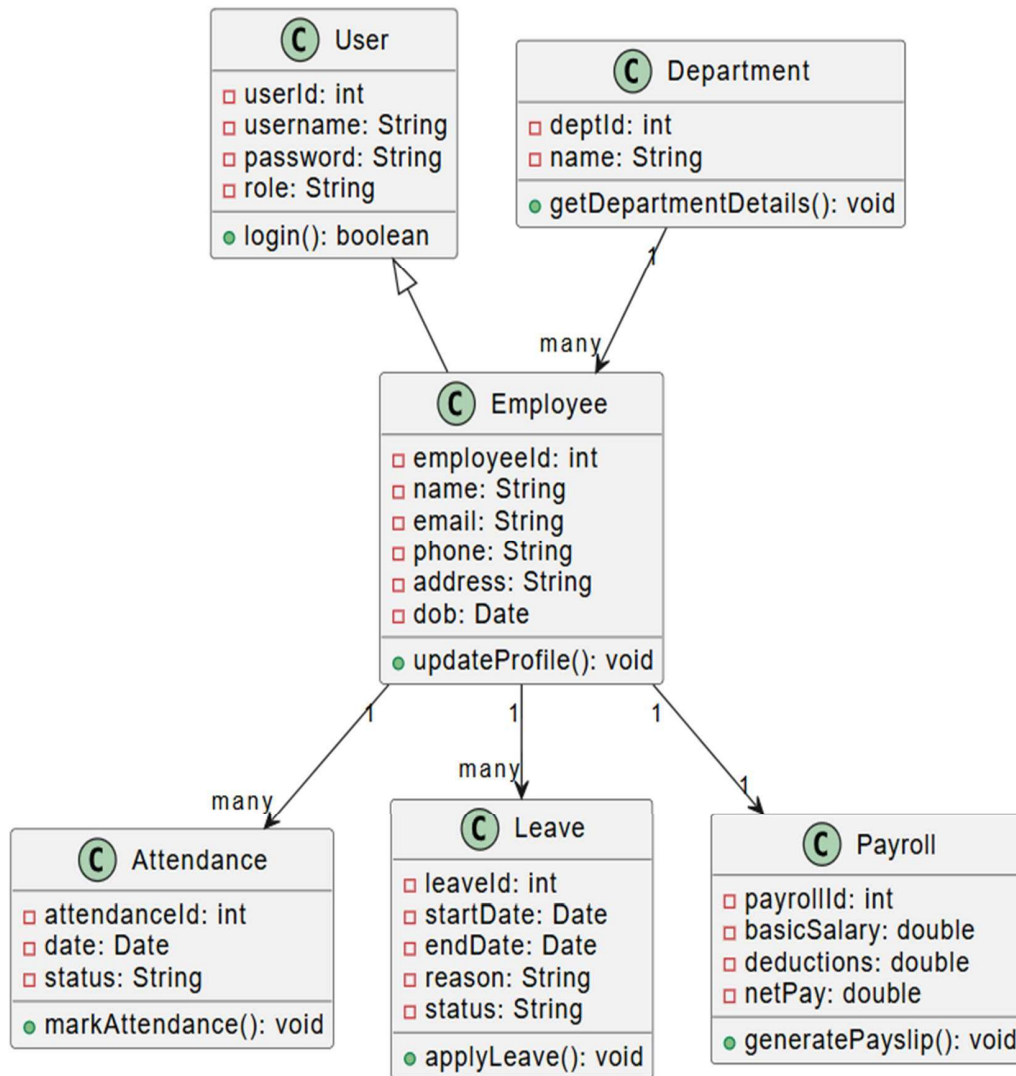 C User
userId: int
username: String
password: String
role: String
login(): boolean
C Department
deptId: int
name: String
getDepartmentDetails(): void
1
many
C Employee
employeeId: int
name: String
email: String
phone: String
address: String
dob: Date
updateProfile(): void
1
many
1
many
1
1
C Attendance
attendanceId: int
date: Date
status: String
markAttendance(): void
C Leave
leaveId: int
startDate: Date
endDate: Date
reason: String
status: String
applyLeave(): void
C Payroll
payrollId: int
basicSalary: double
deductions: double
netPay: double
generatePayslip(): void